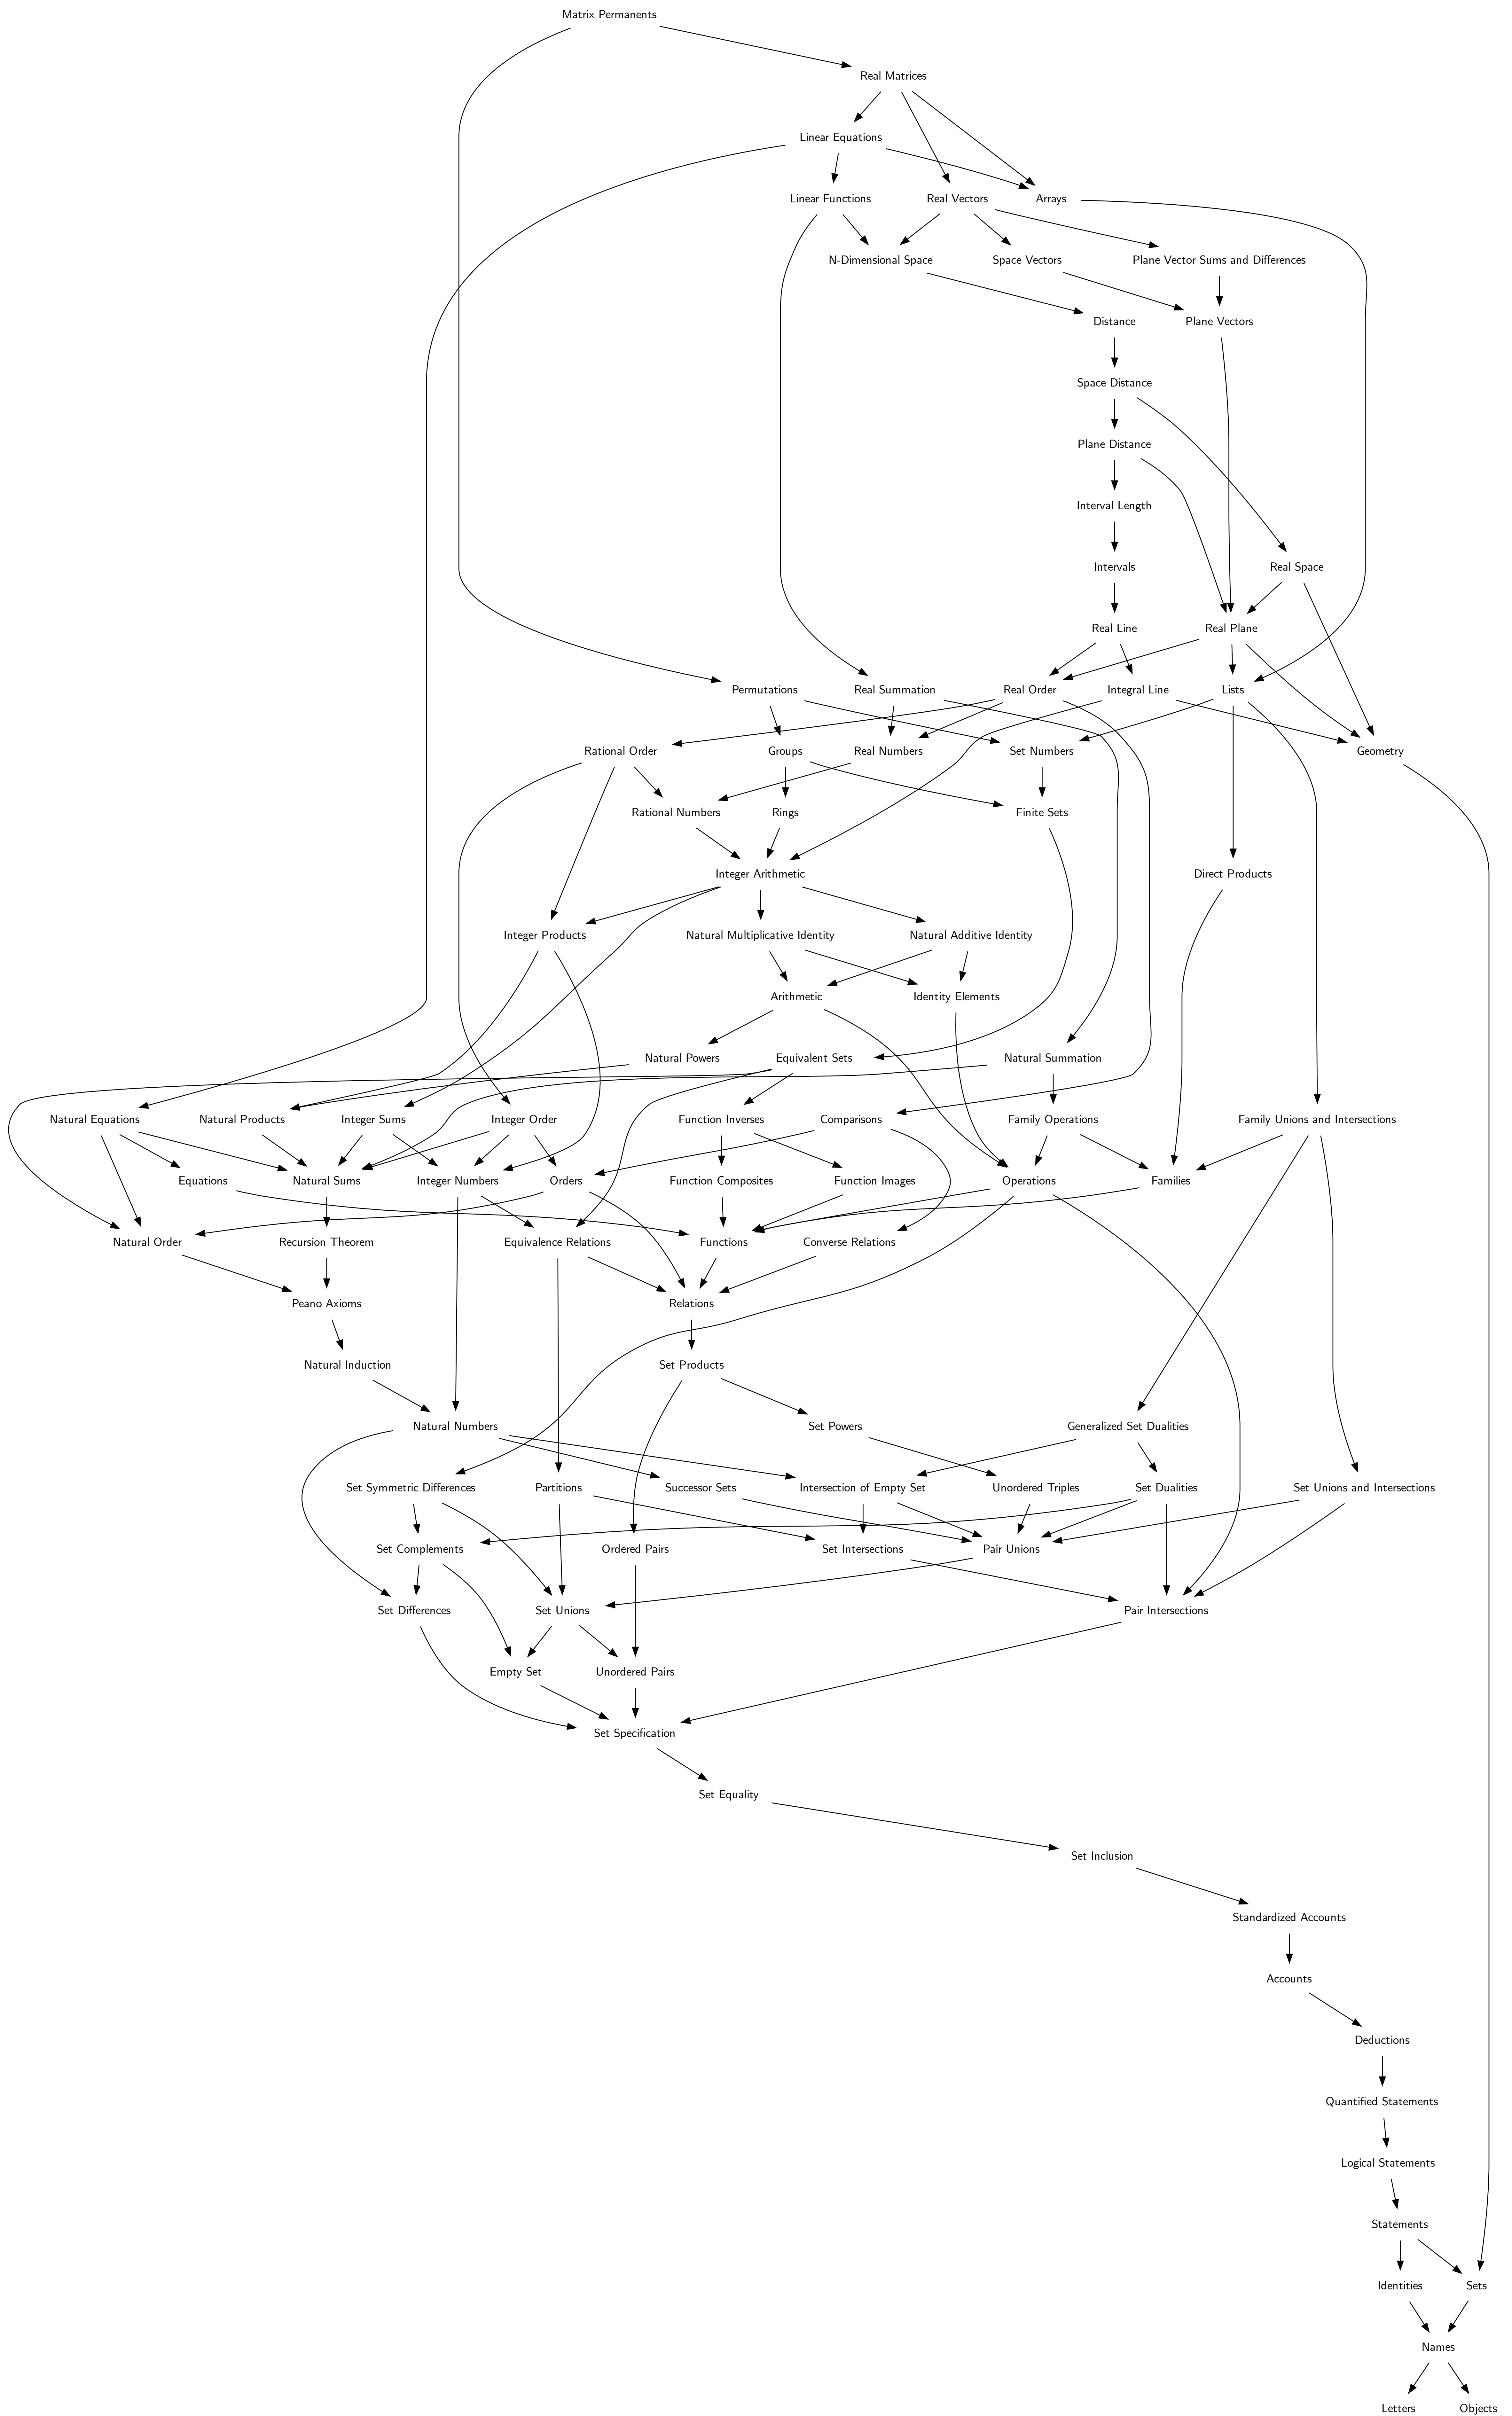 Matrix Permanents
Real Matrices
Linear Equations
Linear Functions
Real Vectors
Arrays
N-Dimensional Space
Space Vectors
Plane Vector Sums and Differences
Distance
Plane Vectors
Space Distance
Plane Distance
Interval Length
Intervals
Real Space
Real Line
Real Plane
Permutations
Real Summation
Real Order
Integral Line
Lists
Rational Order
Groups
Real Numbers
Set Numbers
Geometry
Rational Numbers
Rings
Finite Sets
Integer Arithmetic
Direct Products
Integer Products
Natural Multiplicative Identity
Natural Additive Identity
Arithmetic
Identity Elements
Natural Powers
Equivalent Sets
Natural Summation
Natural Equations
Natural Products
Integer Sums
Integer Order
Function Inverses
Comparisons
Family Operations
Family Unions and Intersections
Equations
Natural Sums
Integer Numbers
Orders
Function Composites
Function Images
Operations
Families
Natural Order
Recursion Theorem
Equivalence Relations
Functions
Converse Relations
Peano Axioms
Relations
Natural Induction
Set Products
Natural Numbers
Set Powers
Generalized Set Dualities
Set Symmetric Differences
Partitions
Successor Sets
Intersection of Empty Set
Unordered Triples
Set Dualities
Set Unions and Intersections
Set Complements
Ordered Pairs
Set Intersections
Pair Unions
Set Differences
Set Unions
Pair Intersections
Empty Set
Unordered Pairs
Set Specification
Set Equality
Set Inclusion
Standardized Accounts
Accounts
Deductions
Quantified Statements
Logical Statements
Statements
Identities
Sets
Names
Letters
Objects